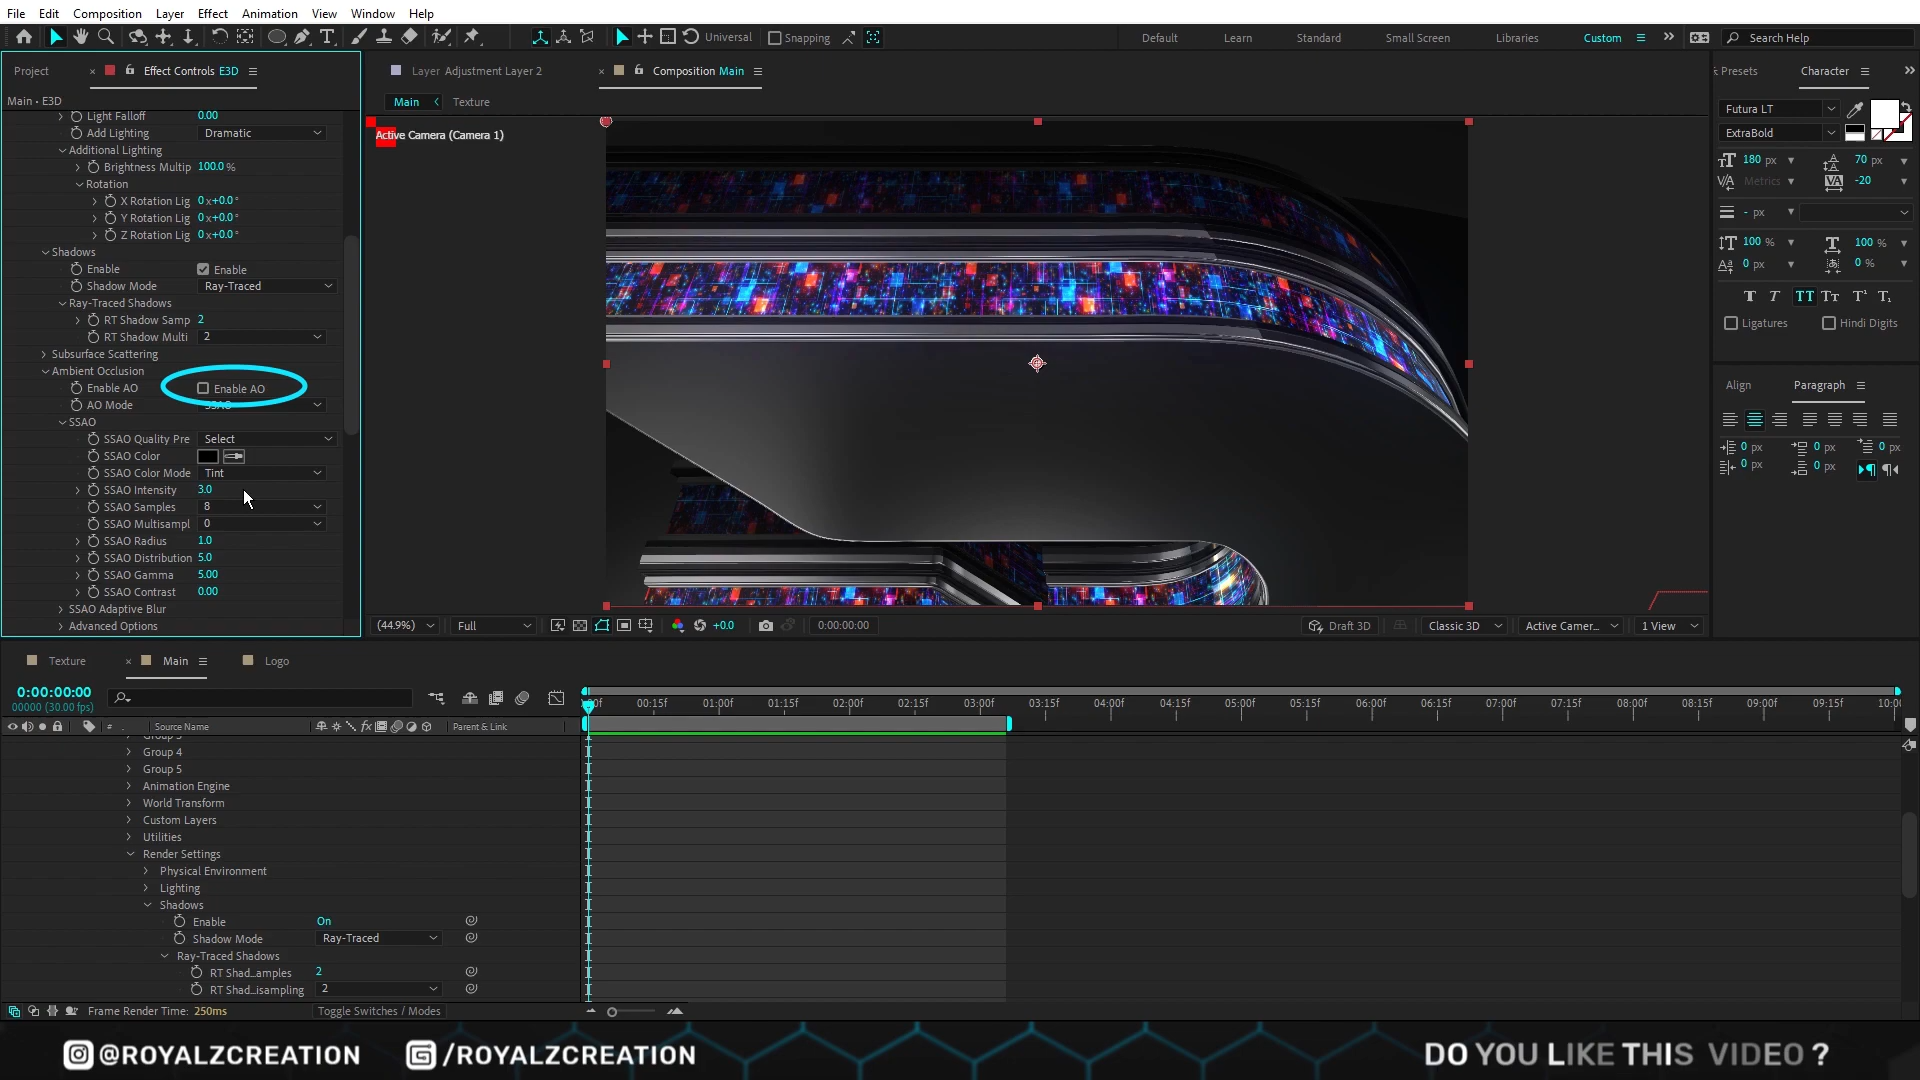 File Edit Composition Layer Effect Animation View Window Help
Universal Snapping Default Learn Standard Small Screen Libraries Custom Search Help
Project Effect Controls E3D Layer Adjustment Layer 2 Composition Main Presets Character
Main • E3D
Main Texture
Active Camera (Camera 1)
Light Falloff 0.00
Add Lighting Dramatic
Additional Lighting
Brightness Multip 100.0 %
Rotation
X Rotation Lig 0 x+0.0 °
Y Rotation Lig 0 x+0.0 °
Z Rotation Lig 0 x+0.0 °
Shadows
Enable Enable
Shadow Mode Ray-Traced
Ray-Traced Shadows
RT Shadow Samp 2
RT Shadow Multi 2
Subsurface Scattering
Ambient Occlusion
Enable AO Enable AO
AO Mode SSAO
SSAO
SSAO Quality Pre Select
SSAO Color
SSAO Color Mode Tint
SSAO Intensity 3.0
SSAO Samples 8
SSAO Multisampl 0
SSAO Radius 1.0
SSAO Distribution 5.0
SSAO Gamma 5.00
SSAO Contrast 0.00
SSAO Adaptive Blur
Advanced Options
Futura LT
ExtraBold
180 px 70 px
Metrics -20
- px
100 % 100 %
0 px 0 %
Ligatures Hindi Digits
Align Paragraph
0 px 0 px 0 px
0 px 0 px
(44.9%) Full +0.0 0:00:00:00 Draft 3D Classic 3D Active Camer... 1 View
Texture Main Logo
0:00:00:00
00000 (30.00 fps)
00:15f 01:00f 01:15f 02:00f 02:15f 03:00f 03:15f 04:00f 04:15f 05:00f 05:15f 06:00f 06:15f 07:00f 07:15f 08:00f 08:15f 09:00f 09:15f 10:0
# Source Name Parent & Link
Group 4
Group 5
Animation Engine
World Transform
Custom Layers
Utilities
Render Settings
Physical Environment
Lighting
Shadows
Enable On
Shadow Mode Ray-Traced
Ray-Traced Shadows
RT Shad...amples 2
RT Shad...isampling 2
Frame Render Time: 250ms Toggle Switches / Modes
@ROYALZCREATION /ROYALZCREATION DO YOU LIKE THIS VIDEO ?